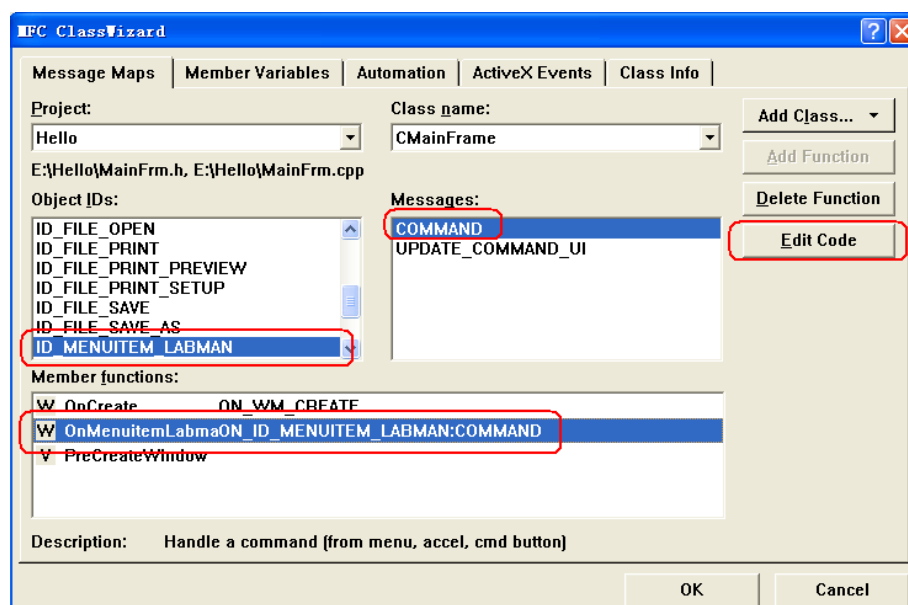 MFC ClassWizard
Message Maps Member Variables Automation ActiveX Events Class Info
Project:
Hello
Class name:
CMainFrame
Add Class...
Add Function
Delete Function
Edit Code
E:\Hello\MainFrm.h, E:\Hello\MainFrm.cpp
Object IDs:
ID_FILE_OPEN
ID_FILE_PRINT
ID_FILE_PRINT_PREVIEW
ID_FILE_PRINT_SETUP
ID_FILE_SAVE
ID_FILE_SAVE_AS
ID_MENUITEM_LABMAN
Messages:
COMMAND
UPDATE_COMMAND_UI
Member functions:
W OnCreate ON_WM_CREATE
W OnMenuitemLabmaON_ID_MENUITEM_LABMAN:COMMAND
V PreCreateWindow
Description: Handle a command (from menu, accel, cmd button)
OK Cancel